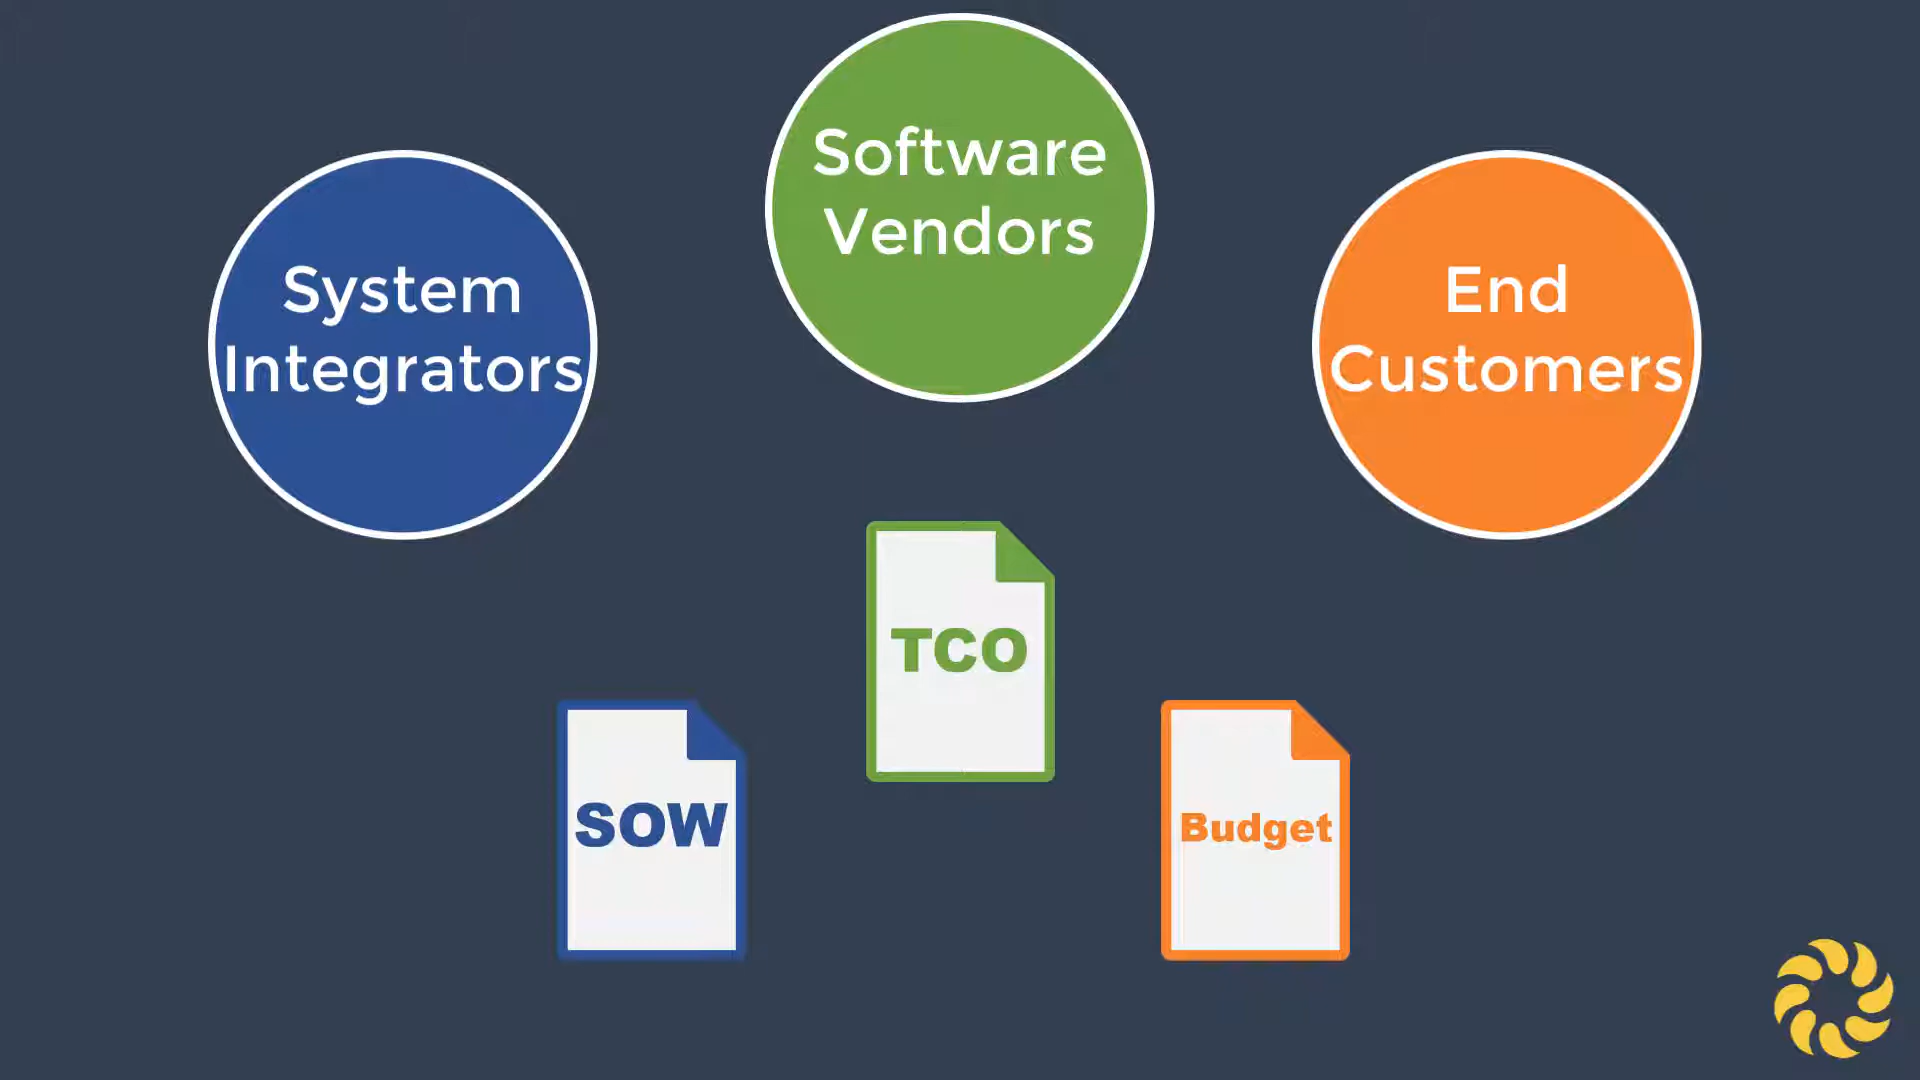 Software
Vendors
System
Integrators
End
Customers
TCO
SOW
Budget